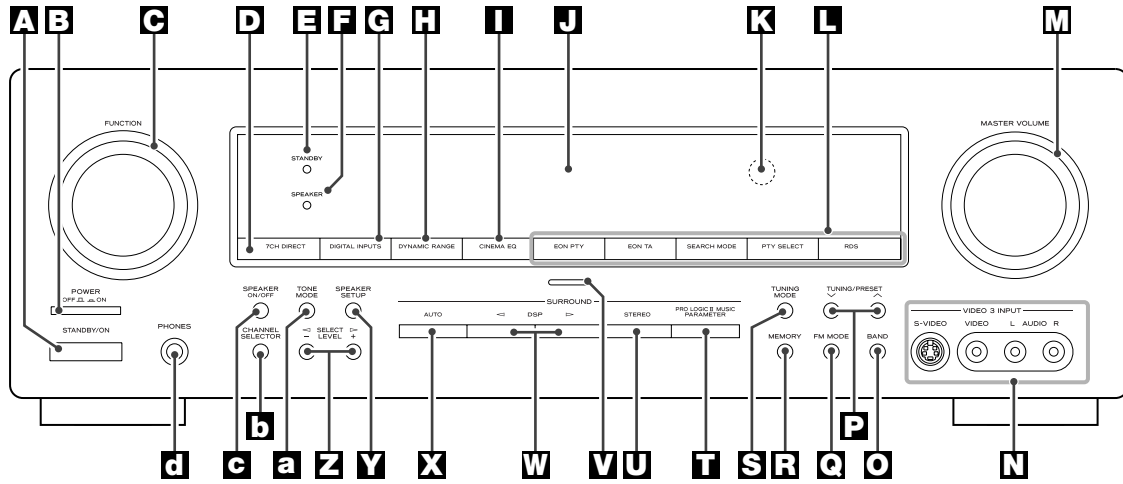 A B C D E F G H I J K L M
FUNCTION
MASTER VOLUME
STANDBY
SPEAKER
7CH DIRECT DIGITAL INPUTS DYNAMIC RANGE CINEMA EQ EON PTY EON TA SEARCH MODE PTY SELECT RDS
POWER
OFF ON
STANDBY/ON
PHONES
SPEAKER
ON/OFF
TONE
MODE
SPEAKER
SETUP
CHANNEL
SELECTOR
◅ SELECT ▻
− LEVEL +
SURROUND
AUTO ◅ DSP ▻ STEREO
PRO LOGIC II MUSIC
PARAMETER
TUNING
MODE
TUNING/PRESET
MEMORY FM MODE BAND
VIDEO 3 INPUT
S-VIDEO VIDEO L AUDIO R
d c b a Z Y X W V U T S R Q P O N